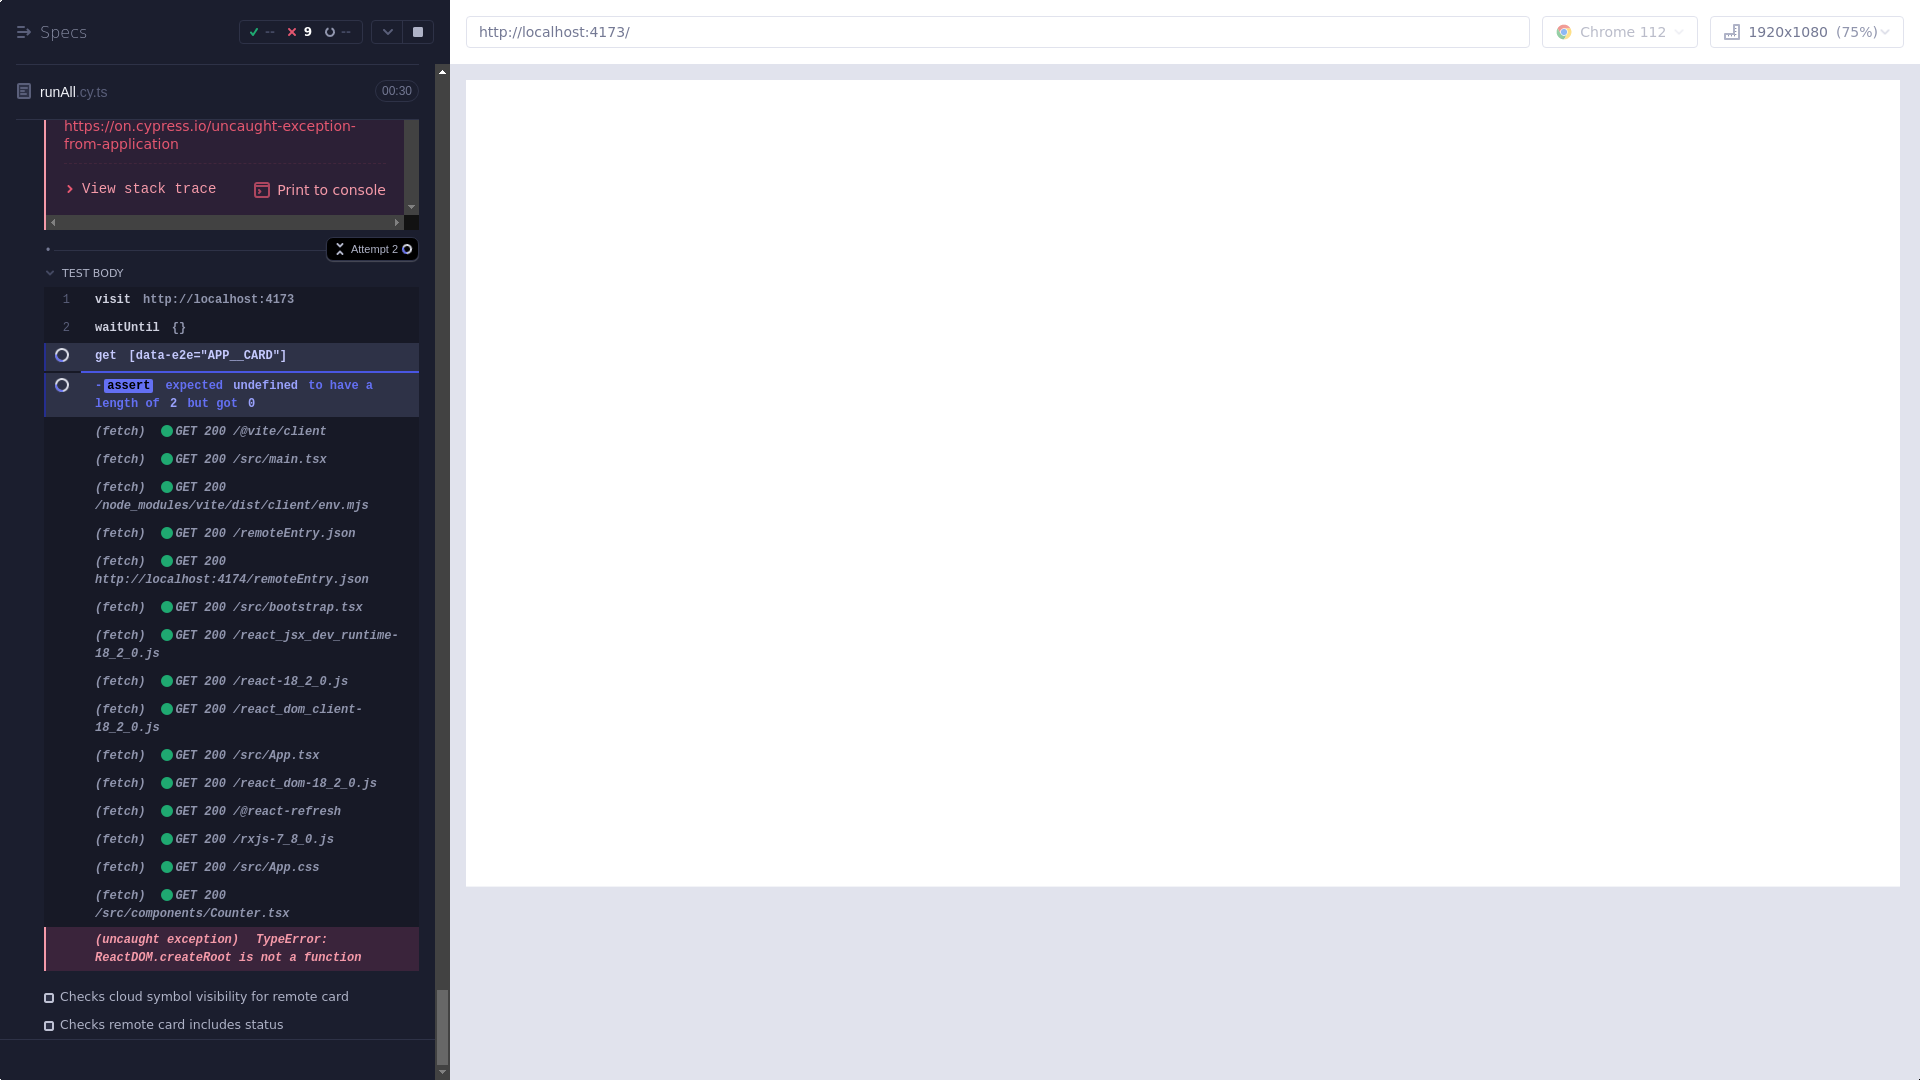 Specs
-- 9 --
http://localhost:4173/
Chrome 112
1920x1080 (75%)
runAll.cy.ts
00:30
https://on.cypress.io/uncaught-exception-
from-application
View stack trace
Print to console
Attempt 2
TEST BODY
1 visit http://localhost:4173
2 waitUntil {}
get [data-e2e="APP__CARD"]
-assert expected undefined to have a
length of 2 but got 0
(fetch) GET 200 /@vite/client
(fetch) GET 200 /src/main.tsx
(fetch) GET 200
/node_modules/vite/dist/client/env.mjs
(fetch) GET 200 /remoteEntry.json
(fetch) GET 200
http://localhost:4174/remoteEntry.json
(fetch) GET 200 /src/bootstrap.tsx
(fetch) GET 200 /react_jsx_dev_runtime-
18_2_0.js
(fetch) GET 200 /react-18_2_0.js
(fetch) GET 200 /react_dom_client-
18_2_0.js
(fetch) GET 200 /src/App.tsx
(fetch) GET 200 /react_dom-18_2_0.js
(fetch) GET 200 /@react-refresh
(fetch) GET 200 /rxjs-7_8_0.js
(fetch) GET 200 /src/App.css
(fetch) GET 200
/src/components/Counter.tsx
(uncaught exception) TypeError:
ReactDOM.createRoot is not a function
Checks cloud symbol visibility for remote card
Checks remote card includes status